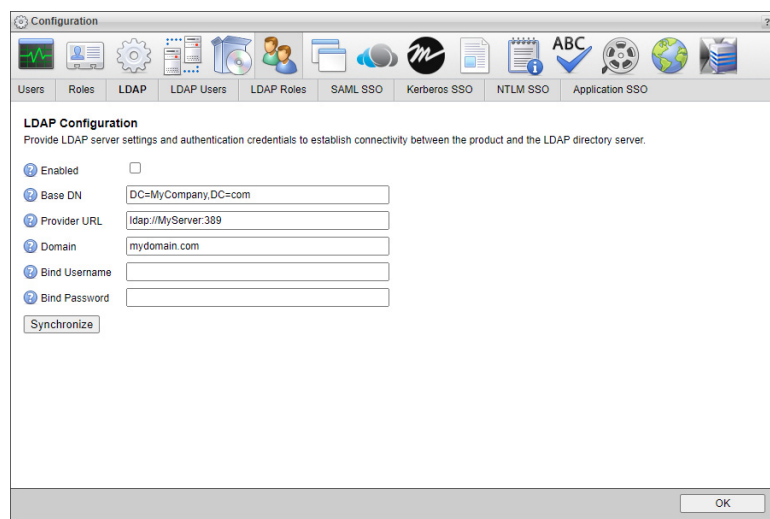 Configuration
?
ABC
Users Roles LDAP LDAP Users LDAP Roles SAML SSO Kerberos SSO NTLM SSO Application SSO
LDAP Configuration
Provide LDAP server settings and authentication credentials to establish connectivity between the product and the LDAP directory server.
? Enabled
? Base DN DC=MyCompany,DC=com
? Provider URL ldap://MyServer:389
? Domain mydomain.com
? Bind Username
? Bind Password
Synchronize
OK